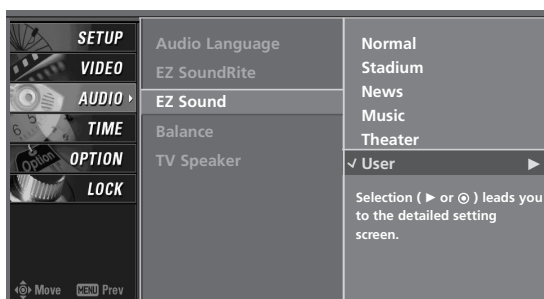 SETUP
VIDEO
AUDIO
TIME
OPTION
LOCK
Move MENU Prev
Audio Language
EZ SoundRite
EZ Sound
Balance
TV Speaker
Normal
Stadium
News
Music
Theater
✓ User ►
Selection ( ► or ◉ ) leads you
to the detailed setting
screen.